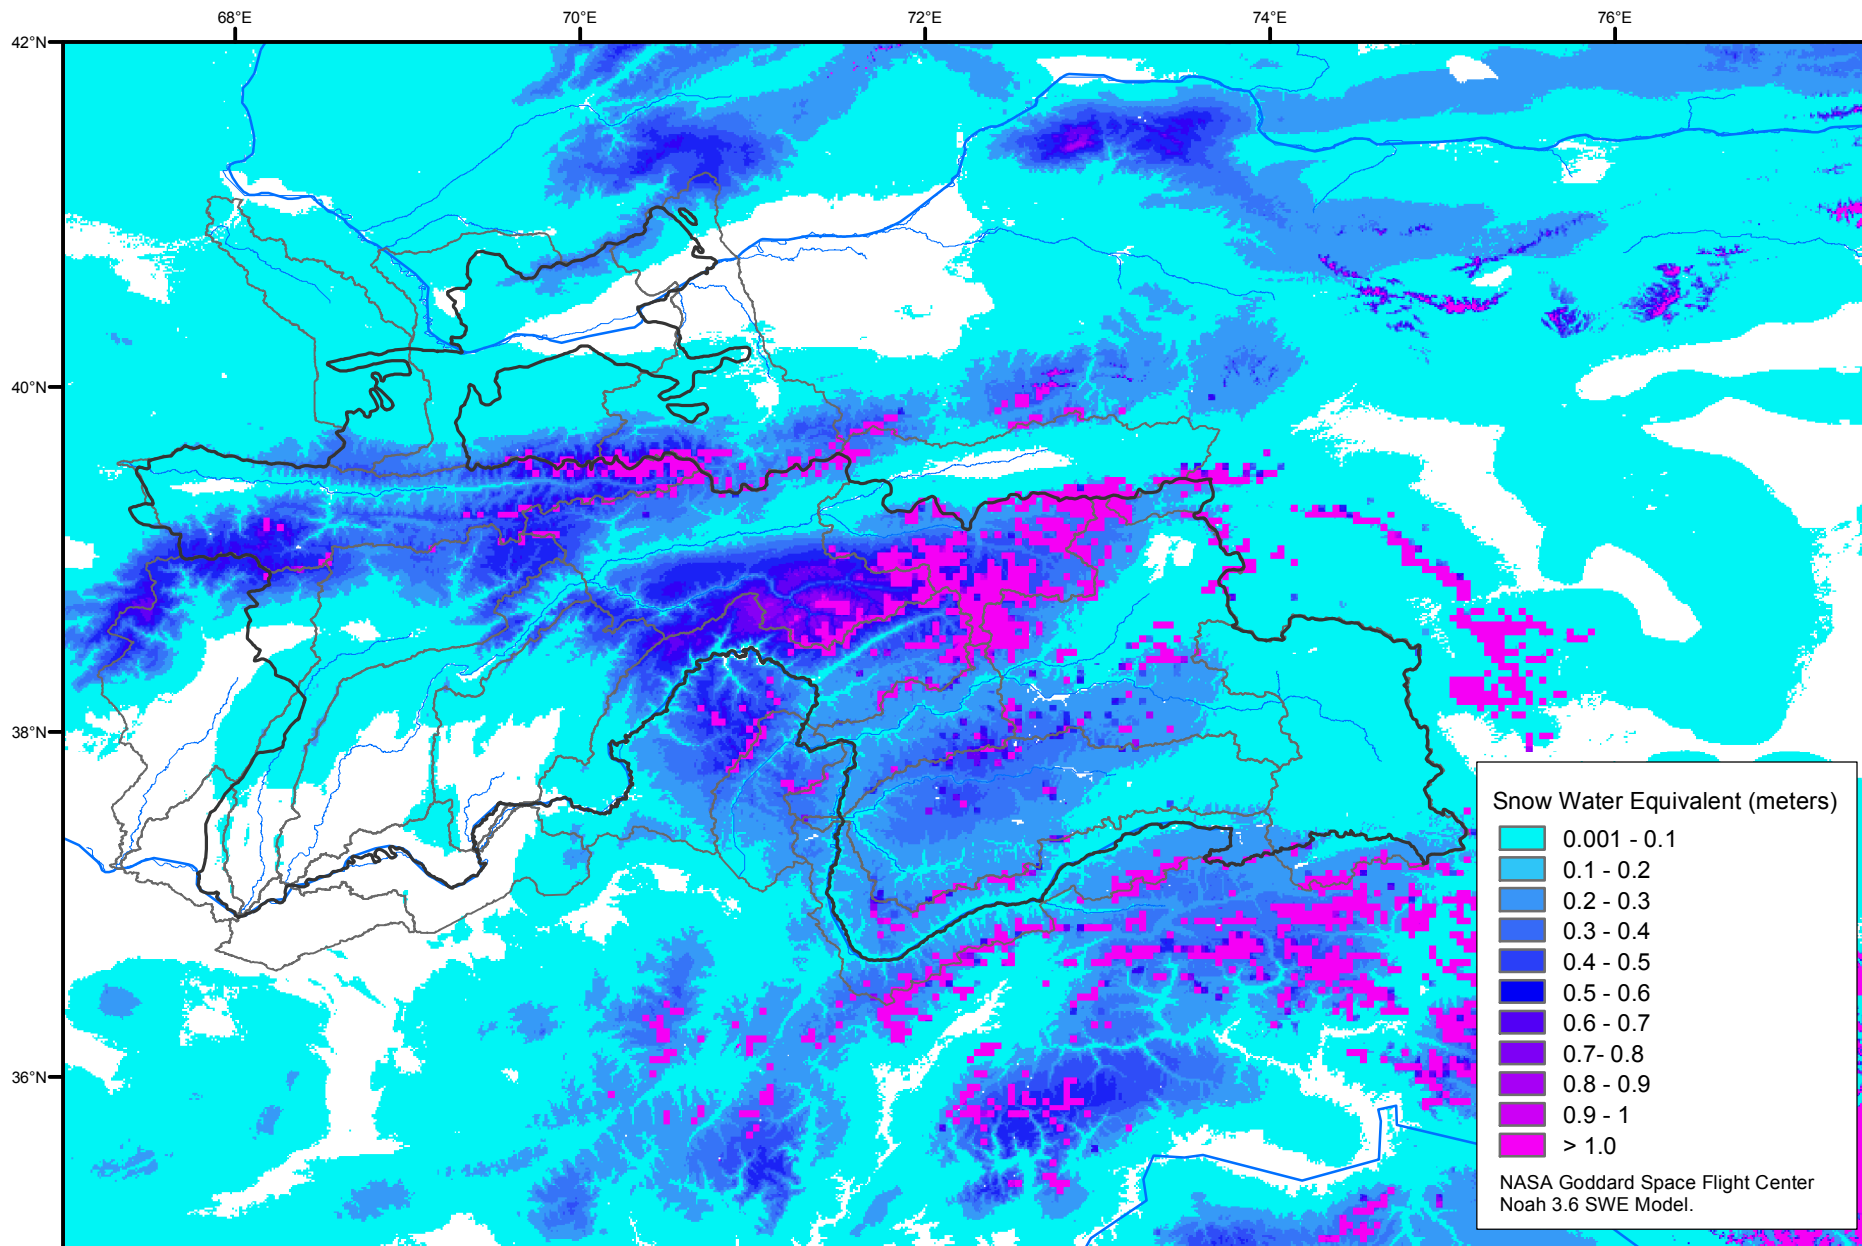 68°E
70°E
72°E
74°E
76°E
42°N
40°N
38°N
36°N
Snow Water Equivalent (meters)
0.001 - 0.1
0.1 - 0.2
0.2 - 0.3
0.3 - 0.4
0.4 - 0.5
0.5 - 0.6
0.6 - 0.7
0.7- 0.8
0.8 - 0.9
0.9 - 1
> 1.0
NASA Goddard Space Flight Center
Noah 3.6 SWE Model.